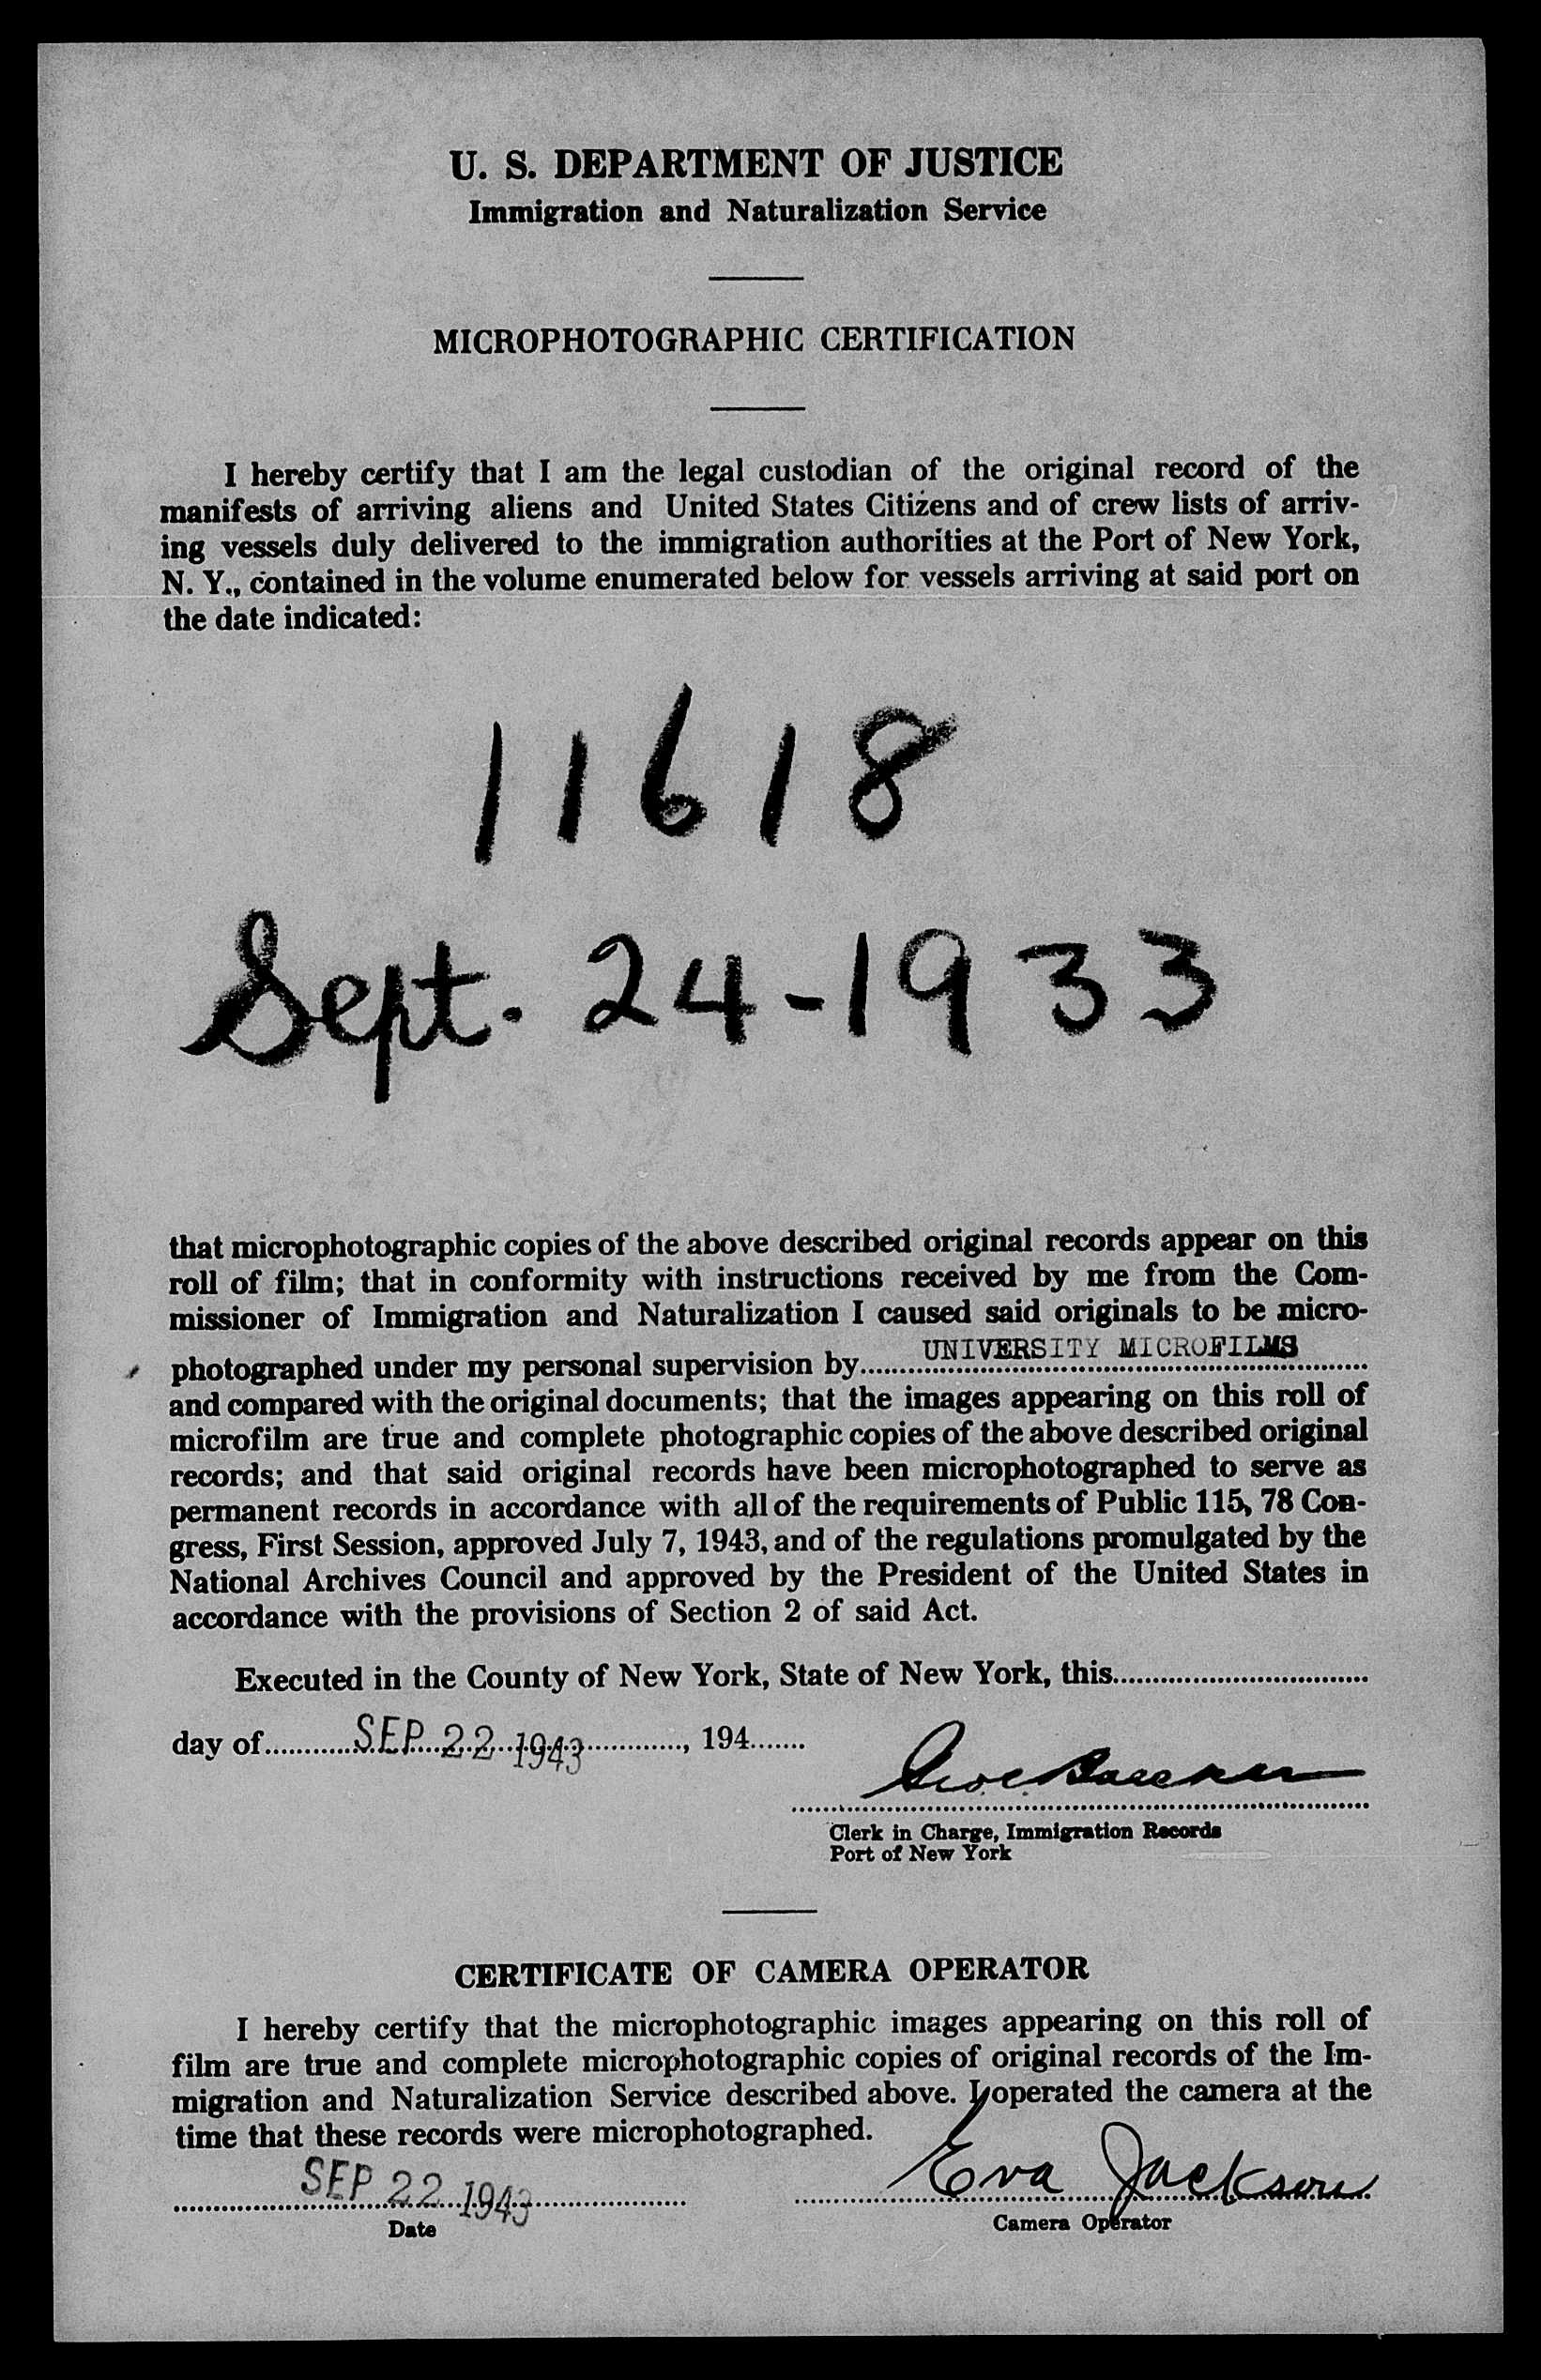 U. S. DEPARTMENT OF JUSTICE
Immigration and Naturalization Service
MICROPHOTOGRAPHIC CERTIFICATION
I hereby certify that I am the legal custodian of the original record of the
manifests of arriving aliens and United States Citizens and of crew lists of arriv-
ing vessels duly delivered to the immigration authorities at the Port of New York,
N. Y., contained in the volume enumerated below for vessels arriving at said port on
the date indicated:
11618
Sept. 24-1933
that microphotographic copies of the above described original records appear on this
roll of film; that in conformity with instructions received by me from the Com-
missioner of Immigration and Naturalization I caused said originals to be micro-
photographed under my personal supervision by UNIVERSITY MICROFILMS
and compared with the original documents; that the images appearing on this roll of
microfilm are true and complete photographic copies of the above described original
records; and that said original records have been microphotographed to serve as
permanent records in accordance with all of the requirements of Public 115, 78 Con-
gress, First Session, approved July 7, 1943, and of the regulations promulgated by the
National Archives Council and approved by the President of the United States in
accordance with the provisions of Section 2 of said Act.
Executed in the County of New York, State of New York, this
day of SEP 22 1943, 194
Clerk in Charge, Immigration Records
Port of New York
CERTIFICATE OF CAMERA OPERATOR
I hereby certify that the microphotographic images appearing on this roll of
film are true and complete microphotographic copies of original records of the Im-
migration and Naturalization Service described above. I operated the camera at the
time that these records were microphotographed.
SEP 22 1943 Eva Jackson
Date Camera Operator